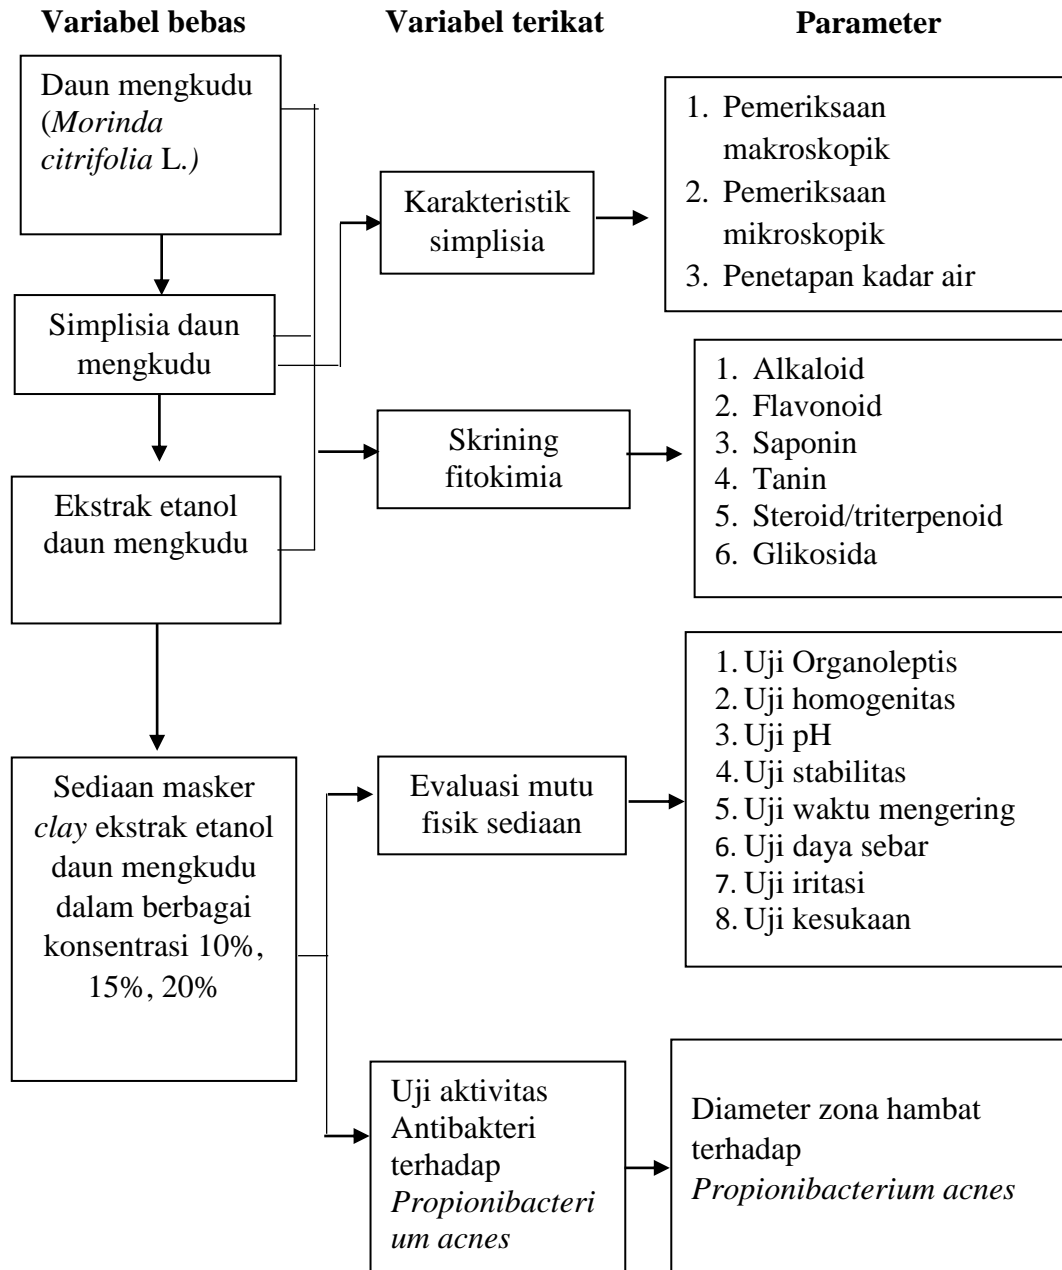 Variabel bebas
Variabel terikat
Parameter
Daun mengkudu
(Morinda
citrifolia L.)
Karakteristik
simplisia
1. Pemeriksaan
makroskopik
2. Pemeriksaan
mikroskopik
3. Penetapan kadar air
Simplisia daun
mengkudu
Skrining
fitokimia
1. Alkaloid
2. Flavonoid
3. Saponin
4. Tanin
5. Steroid/triterpenoid
6. Glikosida
Ekstrak etanol
daun mengkudu
Sediaan masker
clay ekstrak etanol
daun mengkudu
dalam berbagai
konsentrasi 10%,
15%, 20%
Evaluasi mutu
fisik sediaan
1. Uji Organoleptis
2. Uji homogenitas
3. Uji pH
4. Uji stabilitas
5. Uji waktu mengering
6. Uji daya sebar
7. Uji iritasi
8. Uji kesukaan
Uji aktivitas
Antibakteri
terhadap
Propionibacteri
um acnes
Diameter zona hambat
terhadap
Propionibacterium acnes